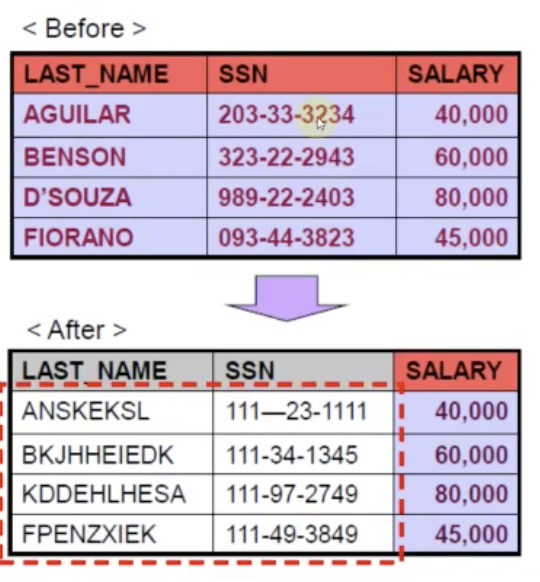 < Before >
LAST_NAME SSN SALARY
AGUILAR 203-33-3234 40,000
BENSON 323-22-2943 60,000
D'SOUZA 989-22-2403 80,000
FIORANO 093-44-3823 45,000
< After >
LAST_NAME SSN SALARY
ANSKEKSL 111—23-1111 40,000
BKJHHEIEDK 111-34-1345 60,000
KDDEHLHESA 111-97-2749 80,000
FPENZXIEK 111-49-3849 45,000